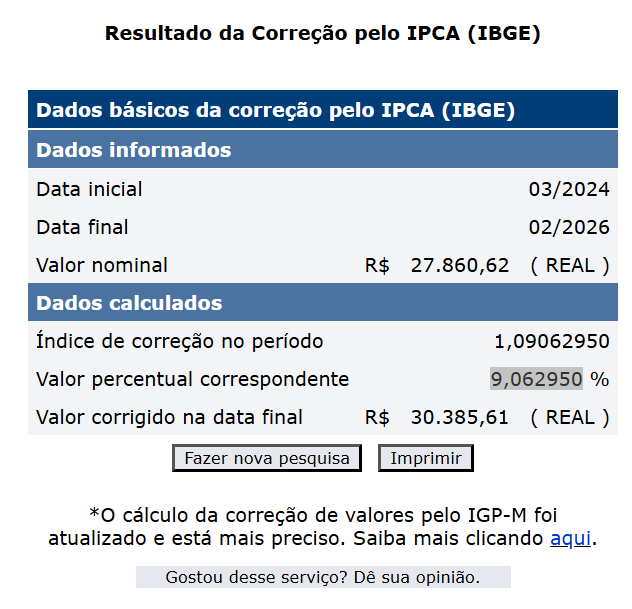 Resultado da Correção pelo IPCA (IBGE)
Dados básicos da correção pelo IPCA (IBGE)
Dados informados
Data inicial 03/2024
Data final 02/2026
Valor nominal R$ 27.860,62 ( REAL )
Dados calculados
Índice de correção no período 1,09062950
Valor percentual correspondente 9,062950 %
Valor corrigido na data final R$ 30.385,61 ( REAL )
Fazer nova pesquisa Imprimir
*O cálculo da correção de valores pelo IGP-M foi
atualizado e está mais preciso. Saiba mais clicando aqui.
Gostou desse serviço? Dê sua opinião.